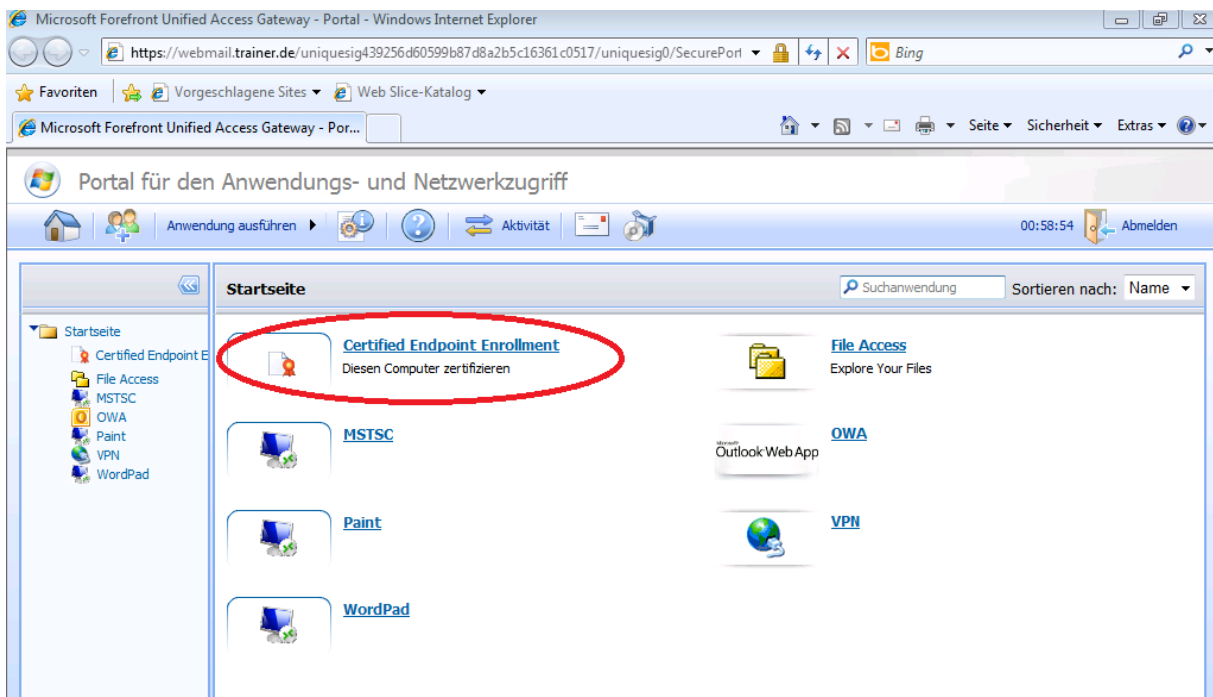 Microsoft Forefront Unified Access Gateway - Portal - Windows Internet Explorer
https://webmail.trainer.de/uniquesig439256d60599b87d8a2b5c16361c0517/uniquesig0/SecurePort
Bing
Favoriten Vorgeschlagene Sites Web Slice-Katalog
Microsoft Forefront Unified Access Gateway - Por...
Seite Sicherheit Extras
Portal für den Anwendungs- und Netzwerkzugriff
Anwendung ausführen Aktivität 00:58:54 Abmelden
Startseite Suchanwendung Sortieren nach: Name
Startseite
Certified Endpoint E
File Access
MSTSC
OWA
Paint
VPN
WordPad
Certified Endpoint Enrollment
Diesen Computer zertifizieren
File Access
Explore Your Files
MSTSC
Microsoft
Outlook Web App
OWA
Paint
VPN
WordPad